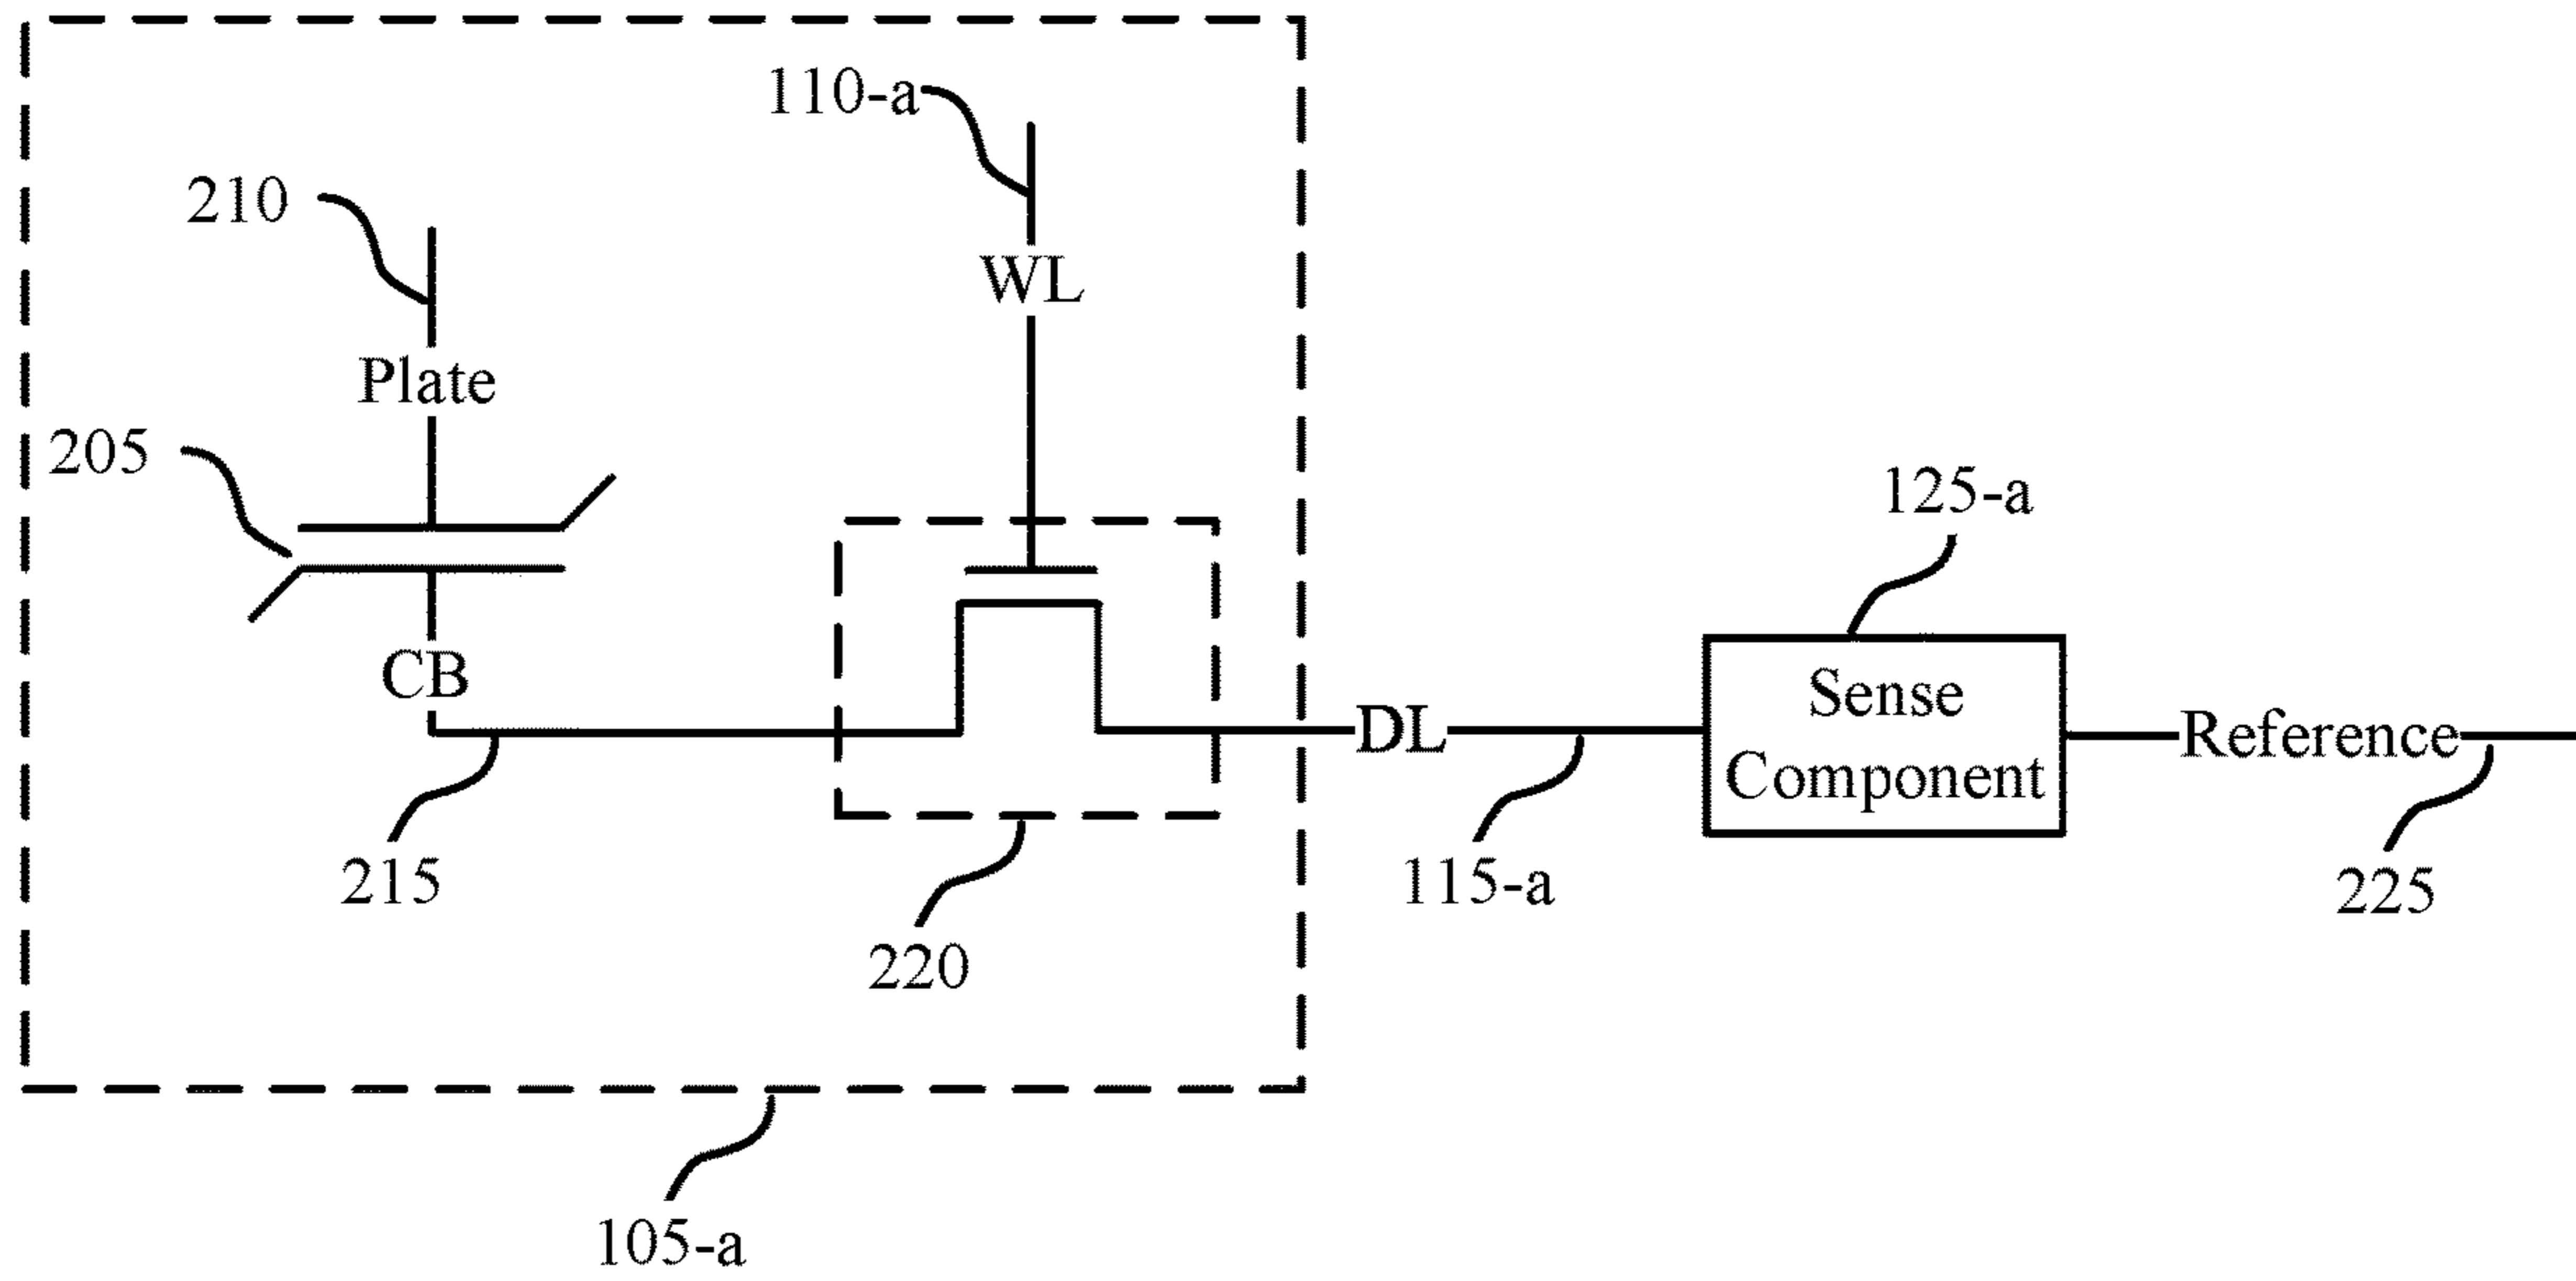 110-a
210
WL
Plate
205
125-a
CB
Sense
Component
DL
Reference
215
115-a
225
220
105-a